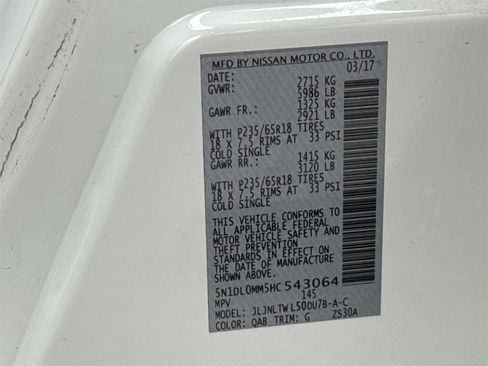 MFD BY NISSAN MOTOR CO., LTD.
DATE: 03/17
GVWR: 2715 KG
5986 LB
GAWR FR.: 1325 KG
2921 LB
WITH P235/65R18 TIRES
18 X 7.5 RIMS AT 33 PSI
COLD SINGLE
GAWR RR.: 1415 KG
3120 LB
WITH P235/65R18 TIRES
18 X 7.5 RIMS AT 33 PSI
COLD SINGLE
THIS VEHICLE CONFORMS TO
ALL APPLICABLE FEDERAL
MOTOR VEHICLE SAFETY AND
THEFT PREVENTION
STANDARDS IN EFFECT ON
THE DATE OF MANUFACTURE
SHOWN ABOVE.
5N1DL0MM5HC543064
MPV 145
MODEL: JLJNLTWL50DU7B-A-C
COLOR: QAB TRIM: G ZS30A